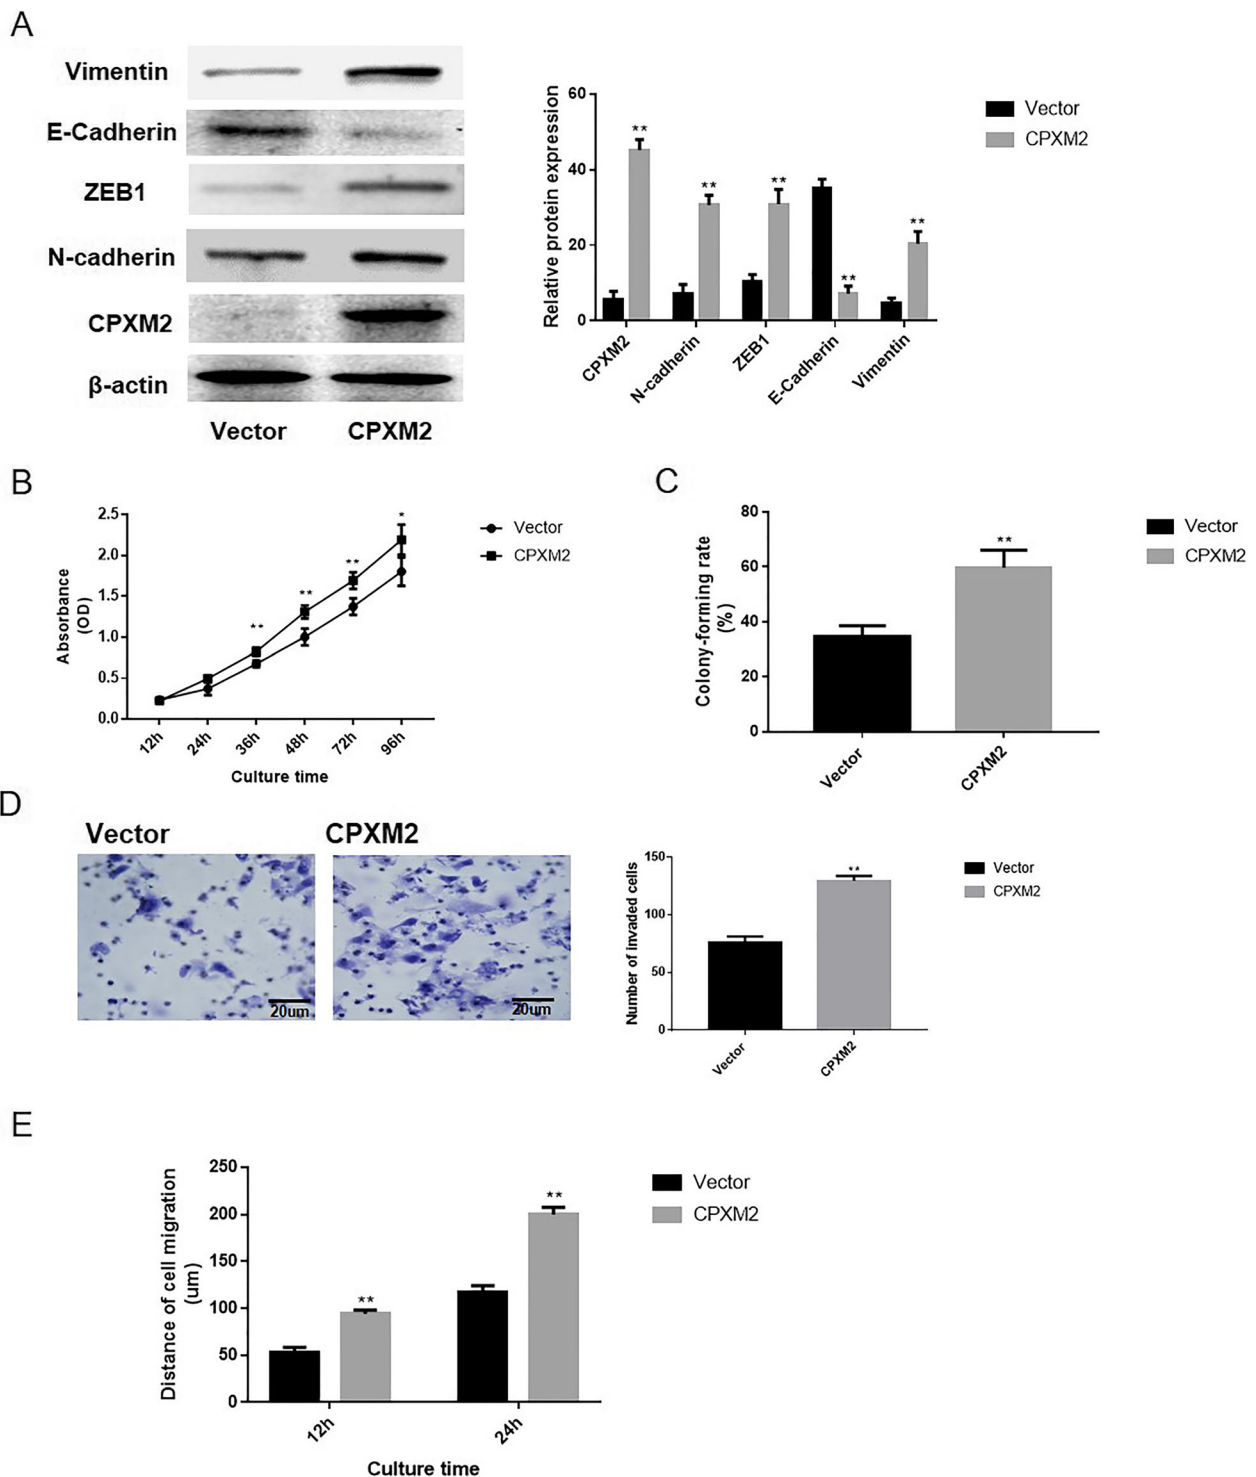 A
Vimentin
E-Cadherin
ZEB1
N-cadherin
CPXM2
β-actin
Vector CPXM2
Relative protein expression
60
40
20
0
**
**
**
**
**
CPXM2
N-cadherin
ZEB1
E-Cadherin
Vimentin
Vector
CPXM2
B
Absorbance
(OD)
2.5
2.0
1.5
1.0
0.5
0.0
**
**
**
*
12h
24h
36h
48h
72h
96h
Culture time
Vector
CPXM2
C
Colony-forming rate
(%)
80
60
40
20
0
**
Vector
CPXM2
Vector
CPXM2
D
Vector CPXM2
20um
20um
Number of invaded cells
150
100
50
0
**
Vector
CPXM2
Vector
CPXM2
E
Distance of cell migration
(um)
250
200
150
100
50
0
**
**
12h
24h
Culture time
Vector
CPXM2